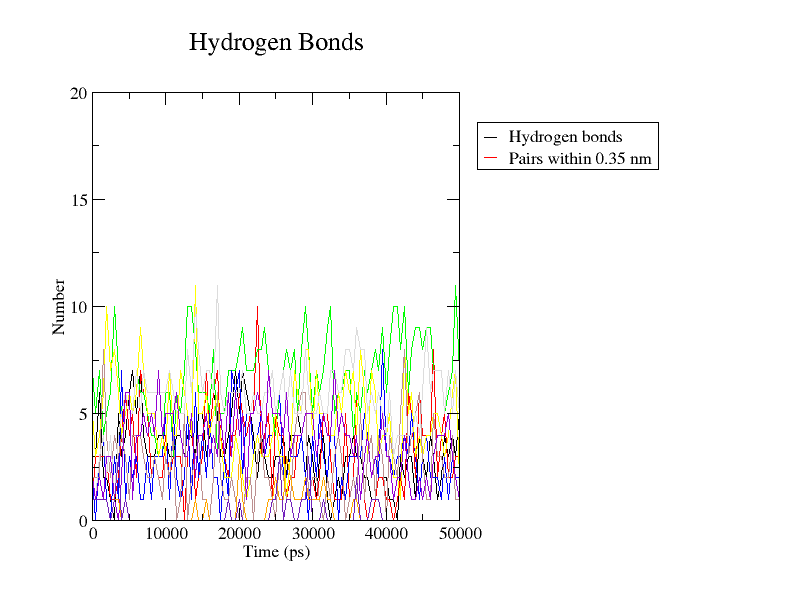 Hydrogen Bonds
20
15
10
5
0
Number
0 10000 20000 30000 40000 50000
Time (ps)
Hydrogen bonds
Pairs within 0.35 nm